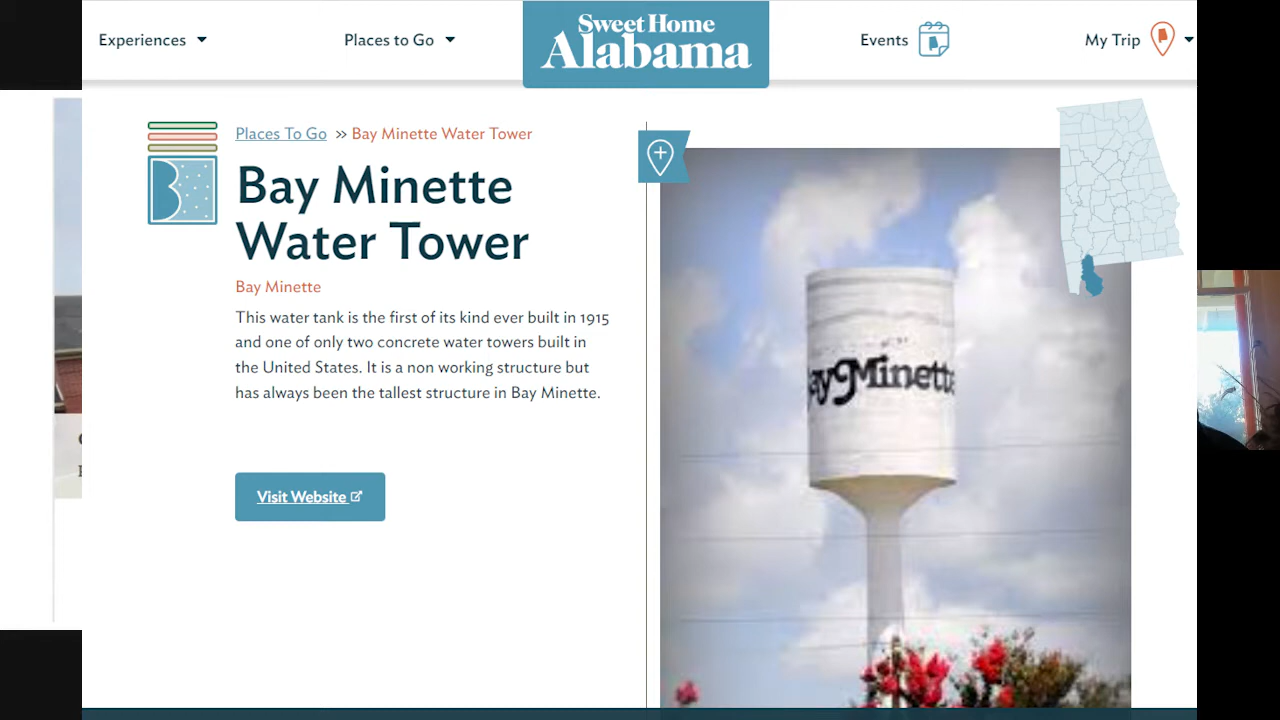 Experiences
Places to Go
Sweet Home
Alabama
Events
My Trip
Places To Go >> Bay Minette Water Tower
Bay Minette
Water Tower
Bay Minette
This water tank is the first of its kind ever built in 1915
and one of only two concrete water towers built in
the United States. It is a non working structure but
has always been the tallest structure in Bay Minette.
Visit Website
ay Minette